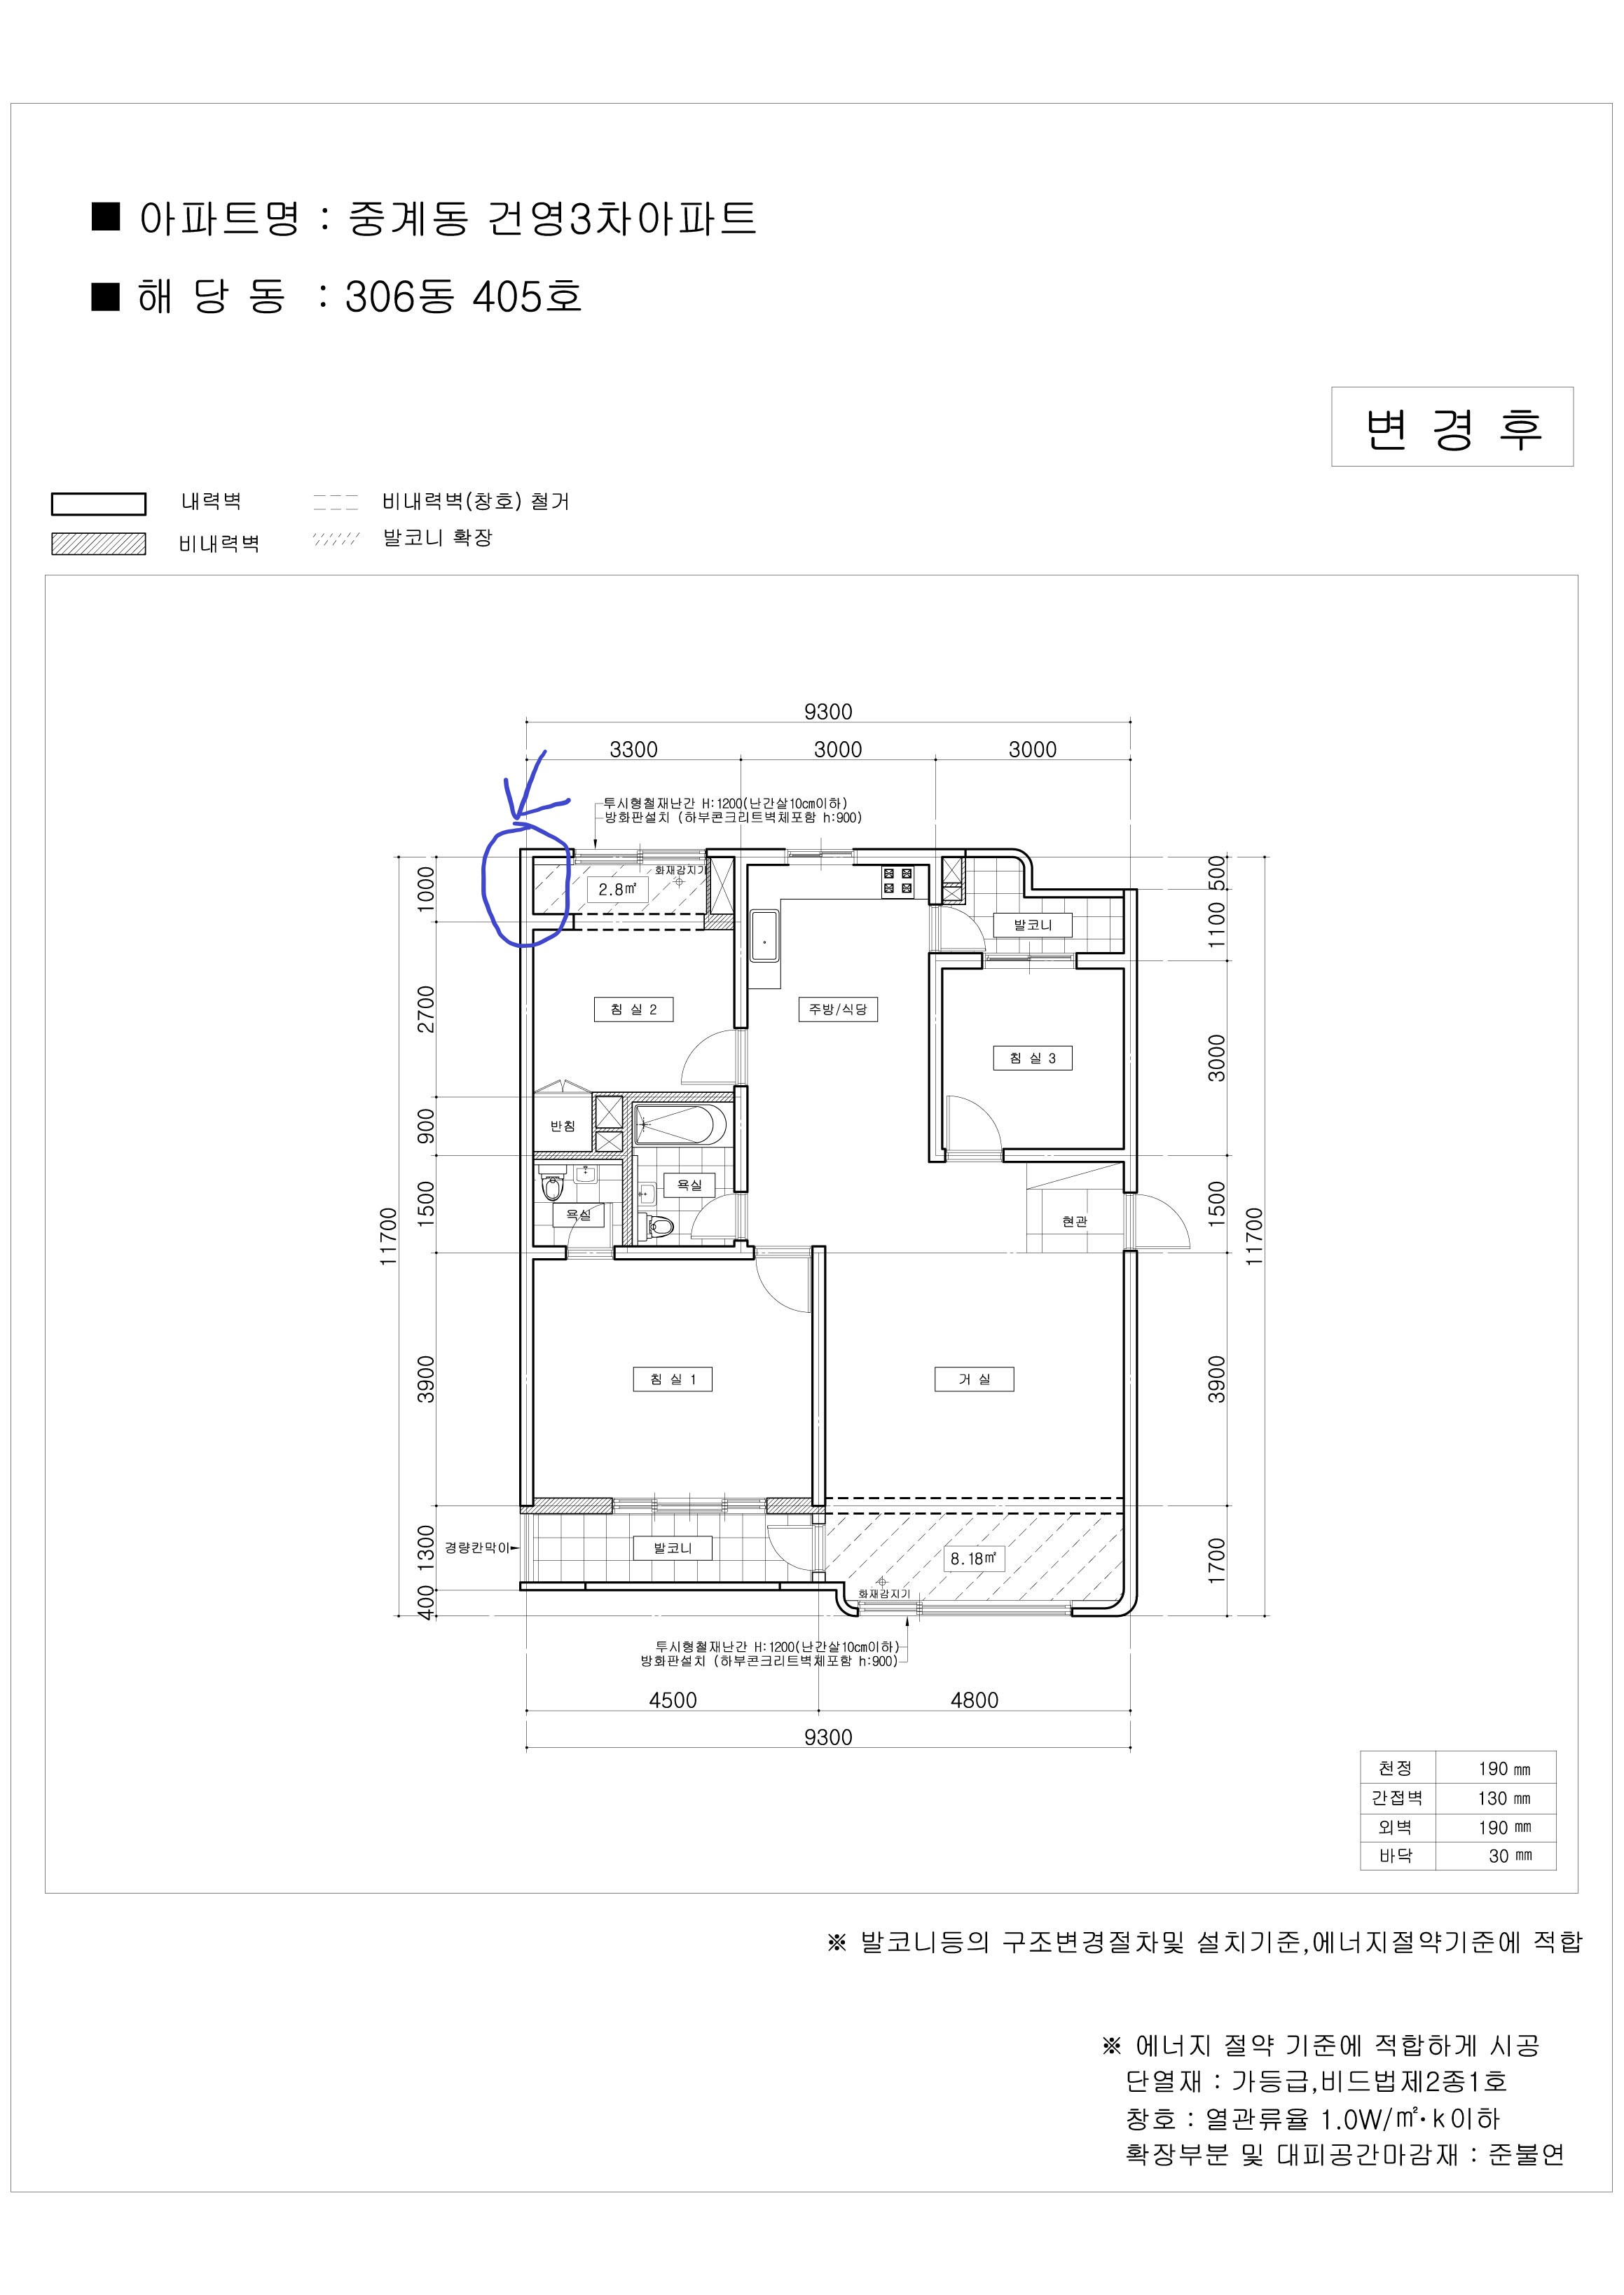 ■ 아파트명 : 중계동 건영3차아파트
■ 해 당 동 : 306동 405호
변 경 후
내력벽
비내력벽(창호) 철거
비내력벽
발코니 확장
9300
3300
3000
3000
투시형철재난간 H:1200(난간살10cm이하)
방화판설치 (하부콘크리트벽체포함 h:900)
1000
2700
900
1500
3900
1300
400
11700
500
1100
3000
1500
3900
1700
11700
화재감지기
2.8㎡
발코니
침 실 2
주방/식당
침 실 3
반침
욕실
욕실
현관
침 실 1
거 실
경량칸막이
발코니
8.18㎡
화재감지기
투시형철재난간 H:1200(난간살10cm이하)
방화판설치 (하부콘크리트벽체포함 h:900)
4500
4800
9300
천정 190 ㎜
간접벽 130 ㎜
외벽 190 ㎜
바닥 30 ㎜
※ 발코니등의 구조변경절차및 설치기준,에너지절약기준에 적합
※ 에너지 절약 기준에 적합하게 시공
단열재 : 가등급,비드법제2종1호
창호 : 열관류율 1.0W/㎡·k이하
확장부분 및 대피공간마감재 : 준불연